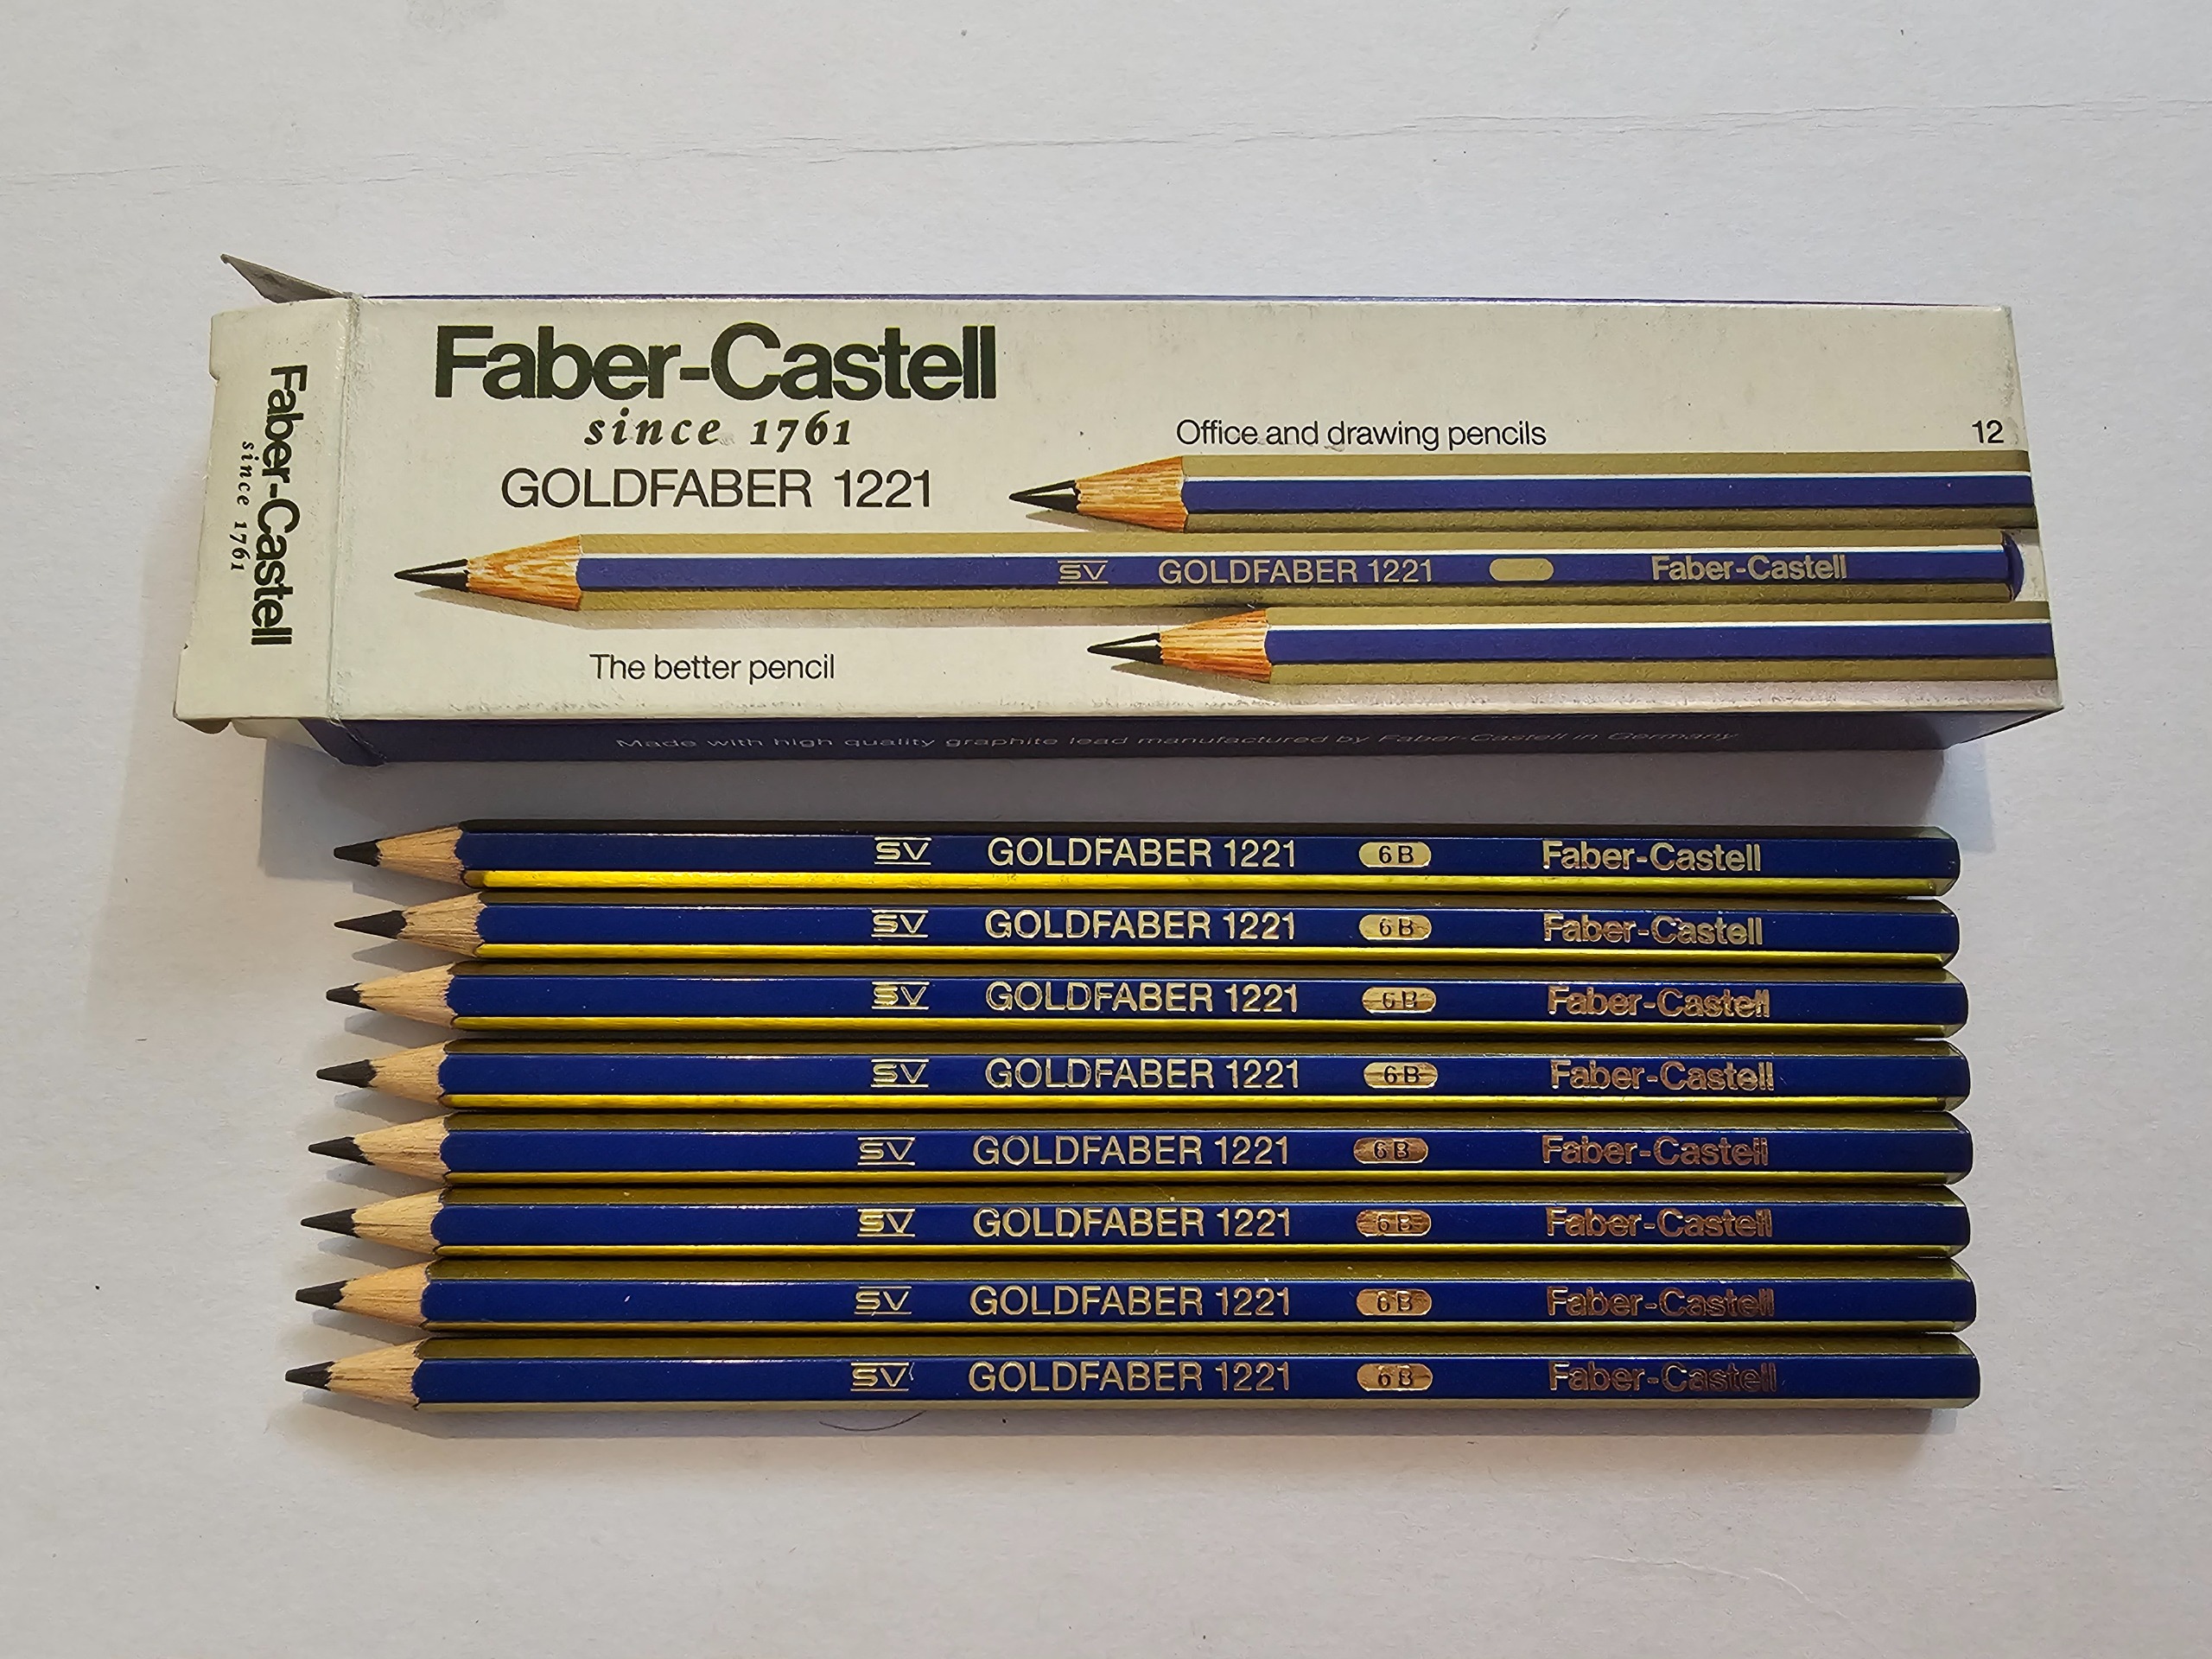 Faber-Castell
since 1761
Faber-Castell
since 1761
GOLDFABER 1221
Office and drawing pencils
12
SV GOLDFABER 1221 Faber-Castell
The better pencil
Made with high quality graphite lead manufactured by Faber-Castell in Germany
SV GOLDFABER 1221 6B Faber-Castell
SV GOLDFABER 1221 6B Faber-Castell
SV GOLDFABER 1221 6B Faber-Castell
SV GOLDFABER 1221 6B Faber-Castell
SV GOLDFABER 1221 6B Faber-Castell
SV GOLDFABER 1221 6B Faber-Castell
SV GOLDFABER 1221 6B Faber-Castell
SV GOLDFABER 1221 6B Faber-Castell